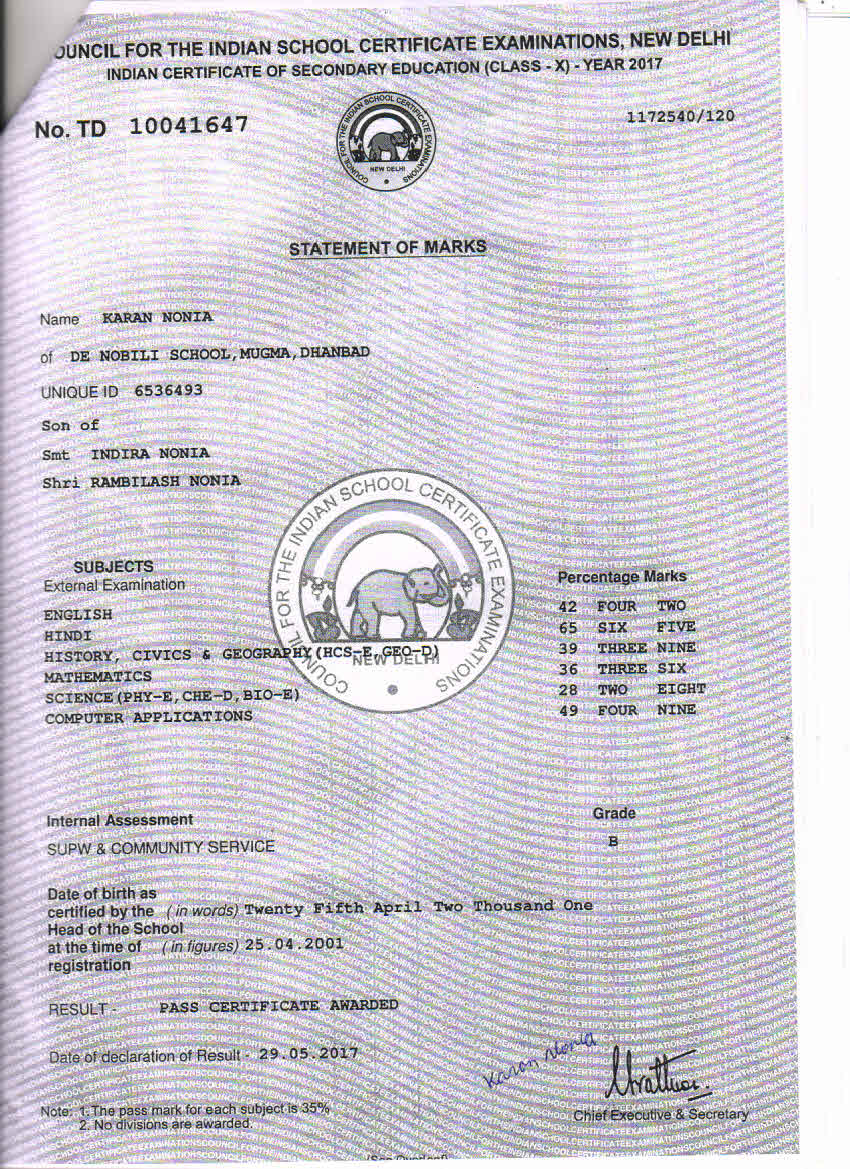 OUNCIL FOR THE INDIAN SCHOOL CERTIFICATE EXAMINATIONS, NEW DELHI
INDIAN CERTIFICATE OF SECONDARY EDUCATION (CLASS - X) - YEAR 2017
No. TD 10041647
1172540/120
COUNCIL FOR THE INDIAN SCHOOL CERTIFICATE EXAMINATIONS
NEW DELHI
STATEMENT OF MARKS
Name KARAN NONIA
of DE NOBILI SCHOOL,MUGMA,DHANBAD
UNIQUE ID 6536493
Son of
Smt INDIRA NONIA
Shri RAMBILASH NONIA
COUNCIL FOR THE INDIAN SCHOOL CERTIFICATE EXAMINATIONS
NEW DELHI
SUBJECTS Percentage Marks
External Examination
ENGLISH 42 FOUR TWO
HINDI 65 SIX FIVE
HISTORY, CIVICS & GEOGRAPHY(HCS-E,GEO-D) 39 THREE NINE
MATHEMATICS 36 THREE SIX
SCIENCE(PHY-E,CHE-D,BIO-E) 28 TWO EIGHT
COMPUTER APPLICATIONS 49 FOUR NINE
Internal Assessment Grade
SUPW & COMMUNITY SERVICE B
Date of birth as
certified by the (in words) Twenty Fifth April Two Thousand One
Head of the School
at the time of (in figures) 25.04.2001
registration
RESULT - PASS CERTIFICATE AWARDED
Date of declaration of Result - 29.05.2017
Karan Nonia
Chief Executive & Secretary
Note: 1. The pass mark for each subject is 35%
2. No divisions are awarded.